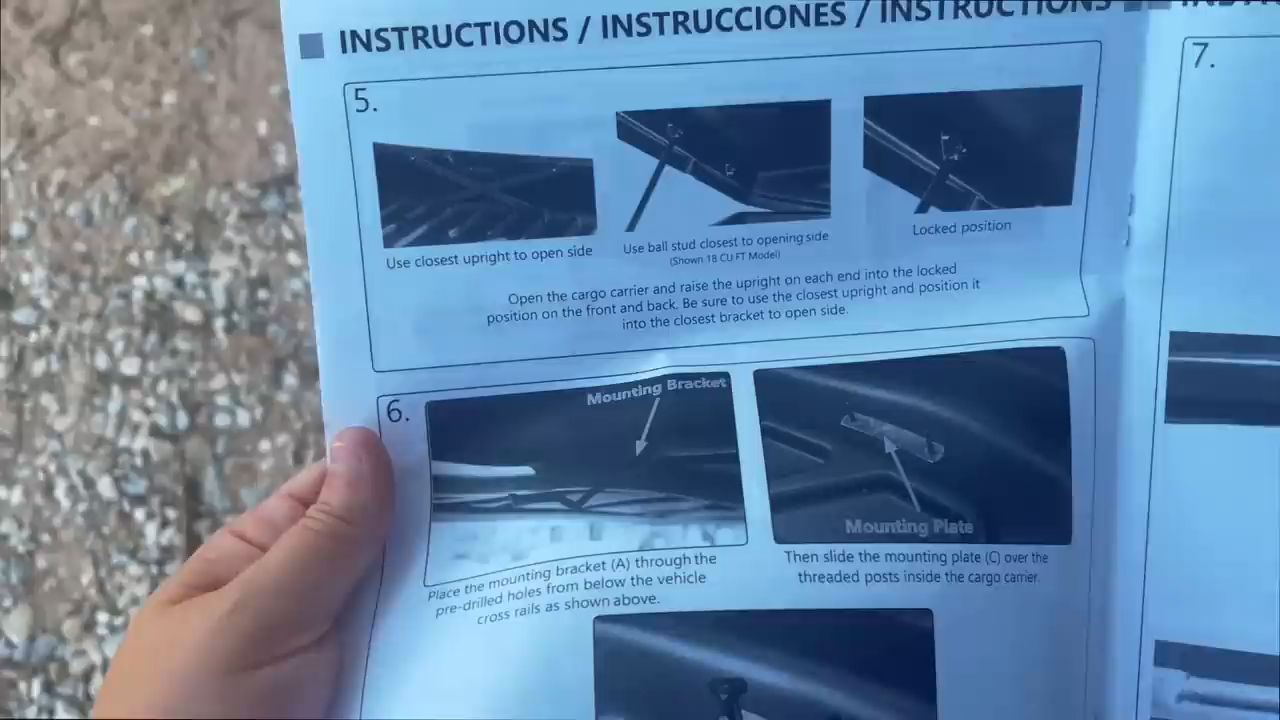 INSTRUCTIONS / INSTRUCCIONES / INSTRUCTIONS
5.
Use closest upright to open side
Use ball stud closest to opening side
(Shown 18 CU FT Model)
Locked position
Open the cargo carrier and raise the upright on each end into the locked
position on the front and back. Be sure to use the closest upright and position it
into the closest bracket to open side.
6.
Mounting Bracket
Place the mounting bracket (A) through the
pre-drilled holes from below the vehicle
cross rails as shown above.
Mounting Plate
Then slide the mounting plate (C) over the
threaded posts inside the cargo carrier.
7.